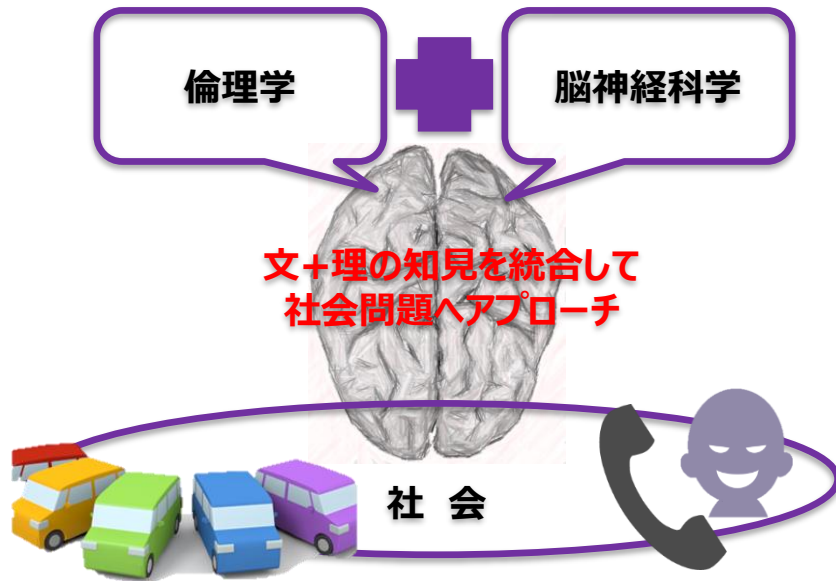 倫理学
脳神経科学
文+理の知見を統合して
社会問題へアプローチ
社 会